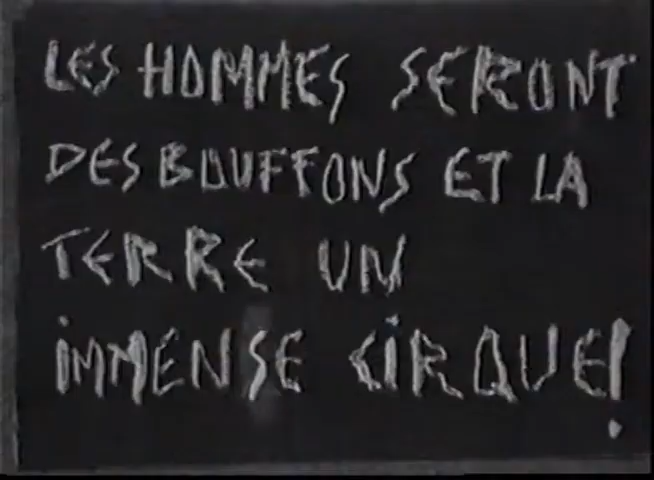 LES HOMMES SERONT
DES BOUFFONS ET LA
TERRE UN
iMMENSE CiRQUE!